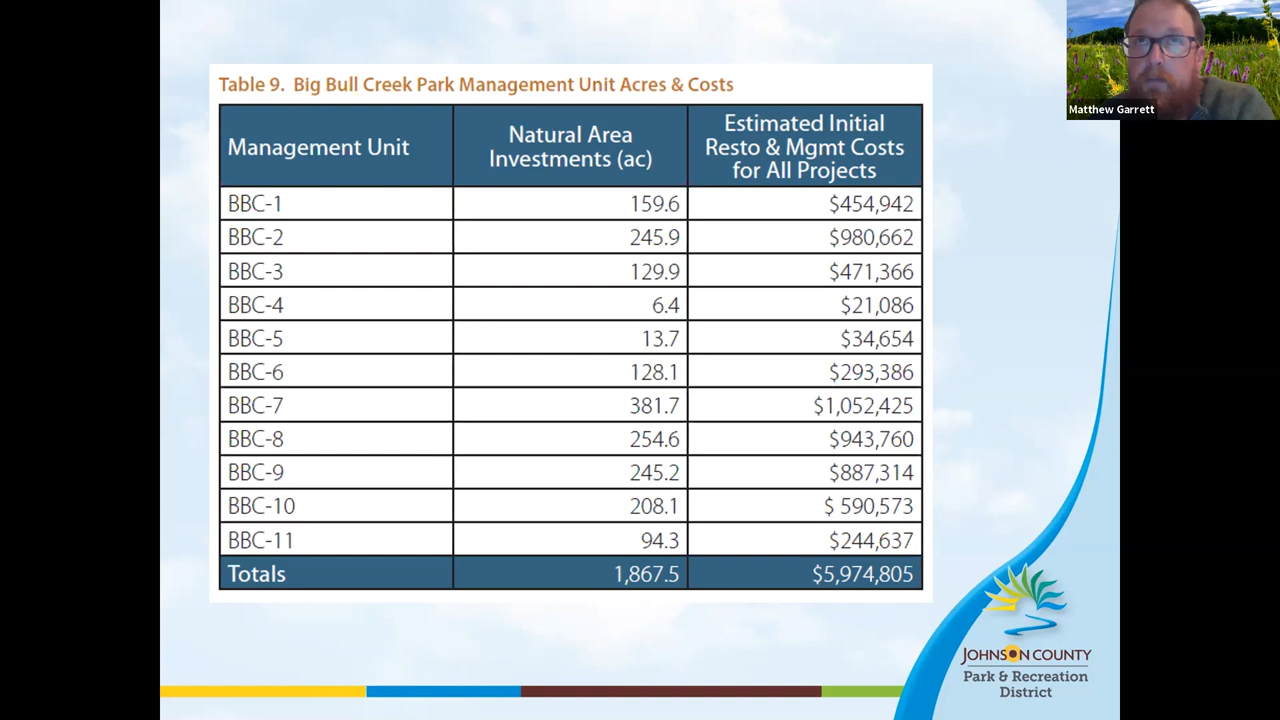 Table 9. Big Bull Creek Park Management Unit Acres & Costs
Management Unit
Natural Area
Investments (ac)
Estimated Initial
Resto & Mgmt Costs
for All Projects
BBC-1 159.6 $454,942
BBC-2 245.9 $980,662
BBC-3 129.9 $471,366
BBC-4 6.4 $21,086
BBC-5 13.7 $34,654
BBC-6 128.1 $293,386
BBC-7 381.7 $1,052,425
BBC-8 254.6 $943,760
BBC-9 245.2 $887,314
BBC-10 208.1 $ 590,573
BBC-11 94.3 $244,637
Totals 1,867.5 $5,974,805
Matthew Garrett
JOHNSON COUNTY
Park & Recreation
District